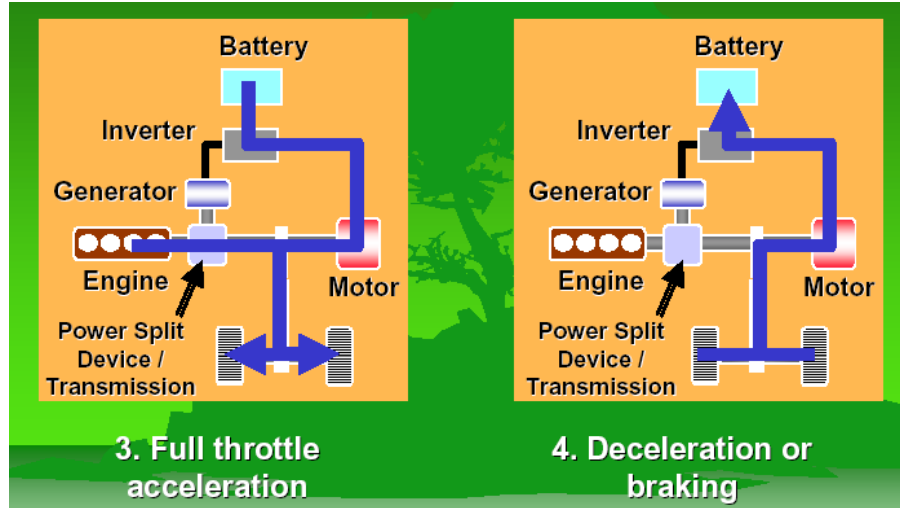 Battery
Inverter
Generator
Engine
Motor
Power Split
Device /
Transmission
3. Full throttle
acceleration
Battery
Inverter
Generator
Engine
Motor
Power Split
Device /
Transmission
4. Deceleration or
braking